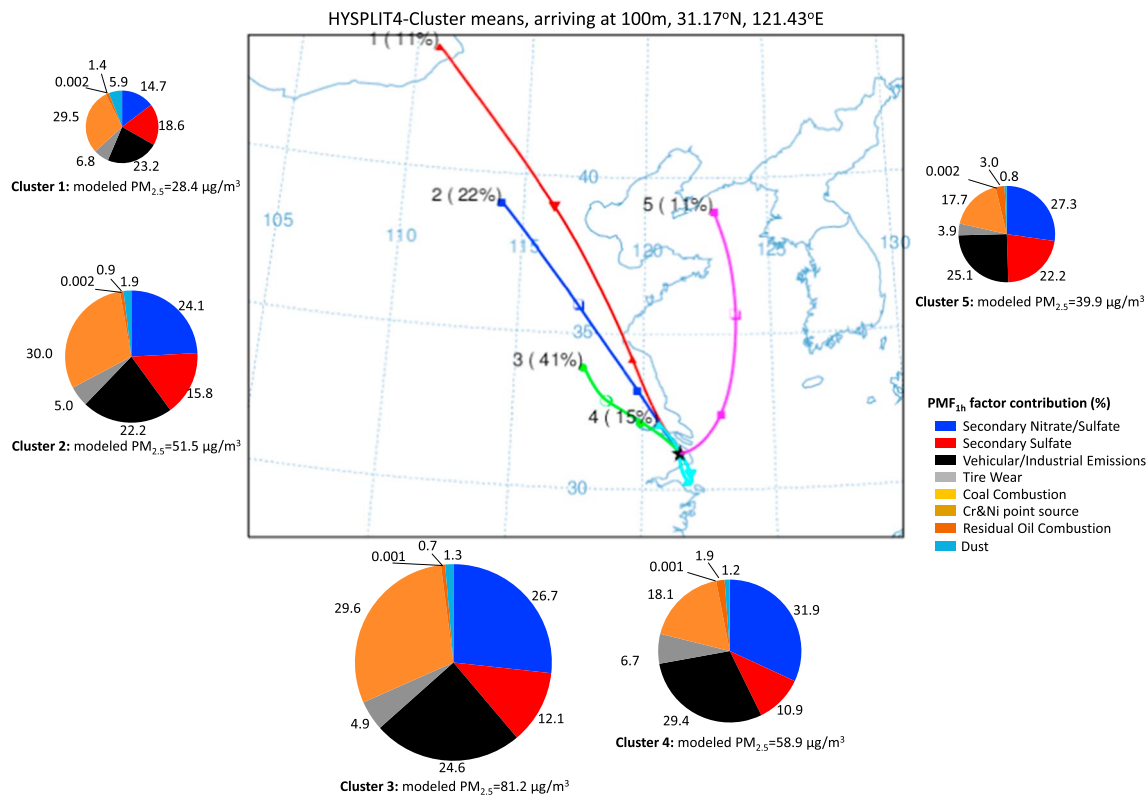 HYSPLIT4-Cluster means, arriving at 100m, 31.17°N, 121.43°E
1 ( 11%)
2 ( 22%)
3 ( 41%)
4 ( 15%)
5 ( 11%)
40
35
30
105
110
115
120
125
130
1.4
0.002
5.9
14.7
29.5
18.6
6.8
23.2
Cluster 1: modeled PM2.5=28.4 µg/m³
0.9
0.002
1.9
24.1
30.0
15.8
5.0
22.2
Cluster 2: modeled PM2.5=51.5 µg/m³
3.0
0.002
0.8
17.7
27.3
3.9
25.1
22.2
Cluster 5: modeled PM2.5=39.9 µg/m³
PMF1h factor contribution (%)
Secondary Nitrate/Sulfate
Secondary Sulfate
Vehicular/Industrial Emissions
Tire Wear
Coal Combustion
Cr&Ni point source
Residual Oil Combustion
Dust
0.7
0.001
1.3
29.6
26.7
4.9
12.1
24.6
Cluster 3: modeled PM2.5=81.2 µg/m³
1.9
0.001
1.2
18.1
31.9
6.7
29.4
10.9
Cluster 4: modeled PM2.5=58.9 µg/m³